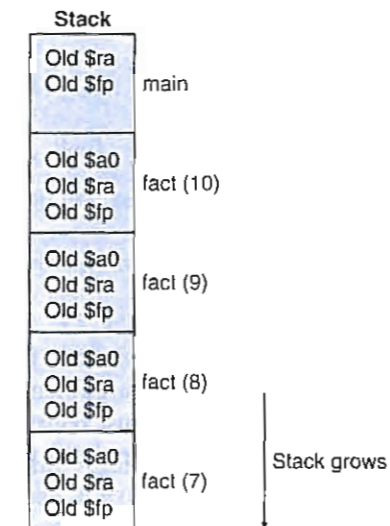 Stack
Old $ra
Old $fp
main
Old $a0
Old $ra
Old $fp
fact (10)
Old $a0
Old $ra
Old $fp
fact (9)
Old $a0
Old $ra
Old $fp
fact (8)
Old $a0
Old $ra
Old $fp
fact (7)
Stack grows